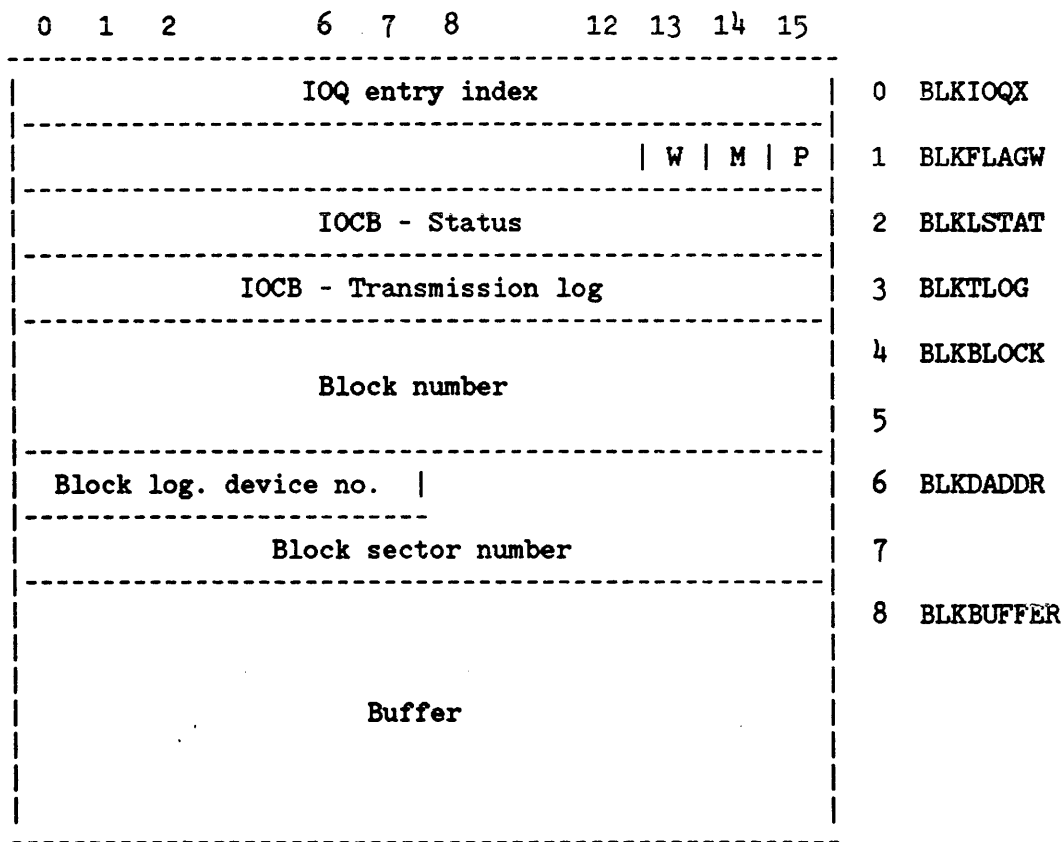 0 1 2 6 7 8 12 13 14 15
IOQ entry index 0 BLKIOQX
| W | M | P | 1 BLKFLAGW
IOCB - Status 2 BLKLSTAT
IOCB - Transmission log 3 BLKTLOG
4 BLKBLOCK
Block number
5
Block log. device no. | 6 BLKDADDR
Block sector number 7
8 BLKBUFFER
Buffer